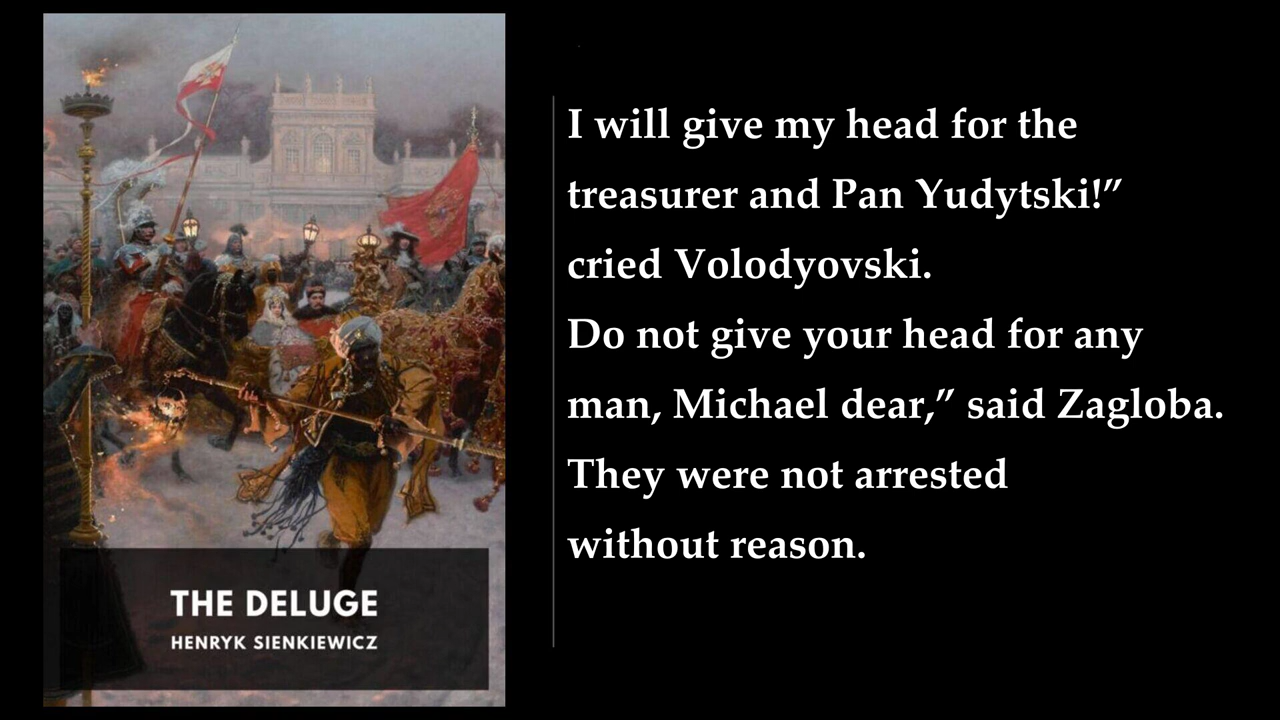 I will give my head for the
treasurer and Pan Yudytski!”
cried Volodyovski.
Do not give your head for any
man, Michael dear,” said Zagloba.
They were not arrested
without reason.
THE DELUGE
HENRYK SIENKIEWICZ